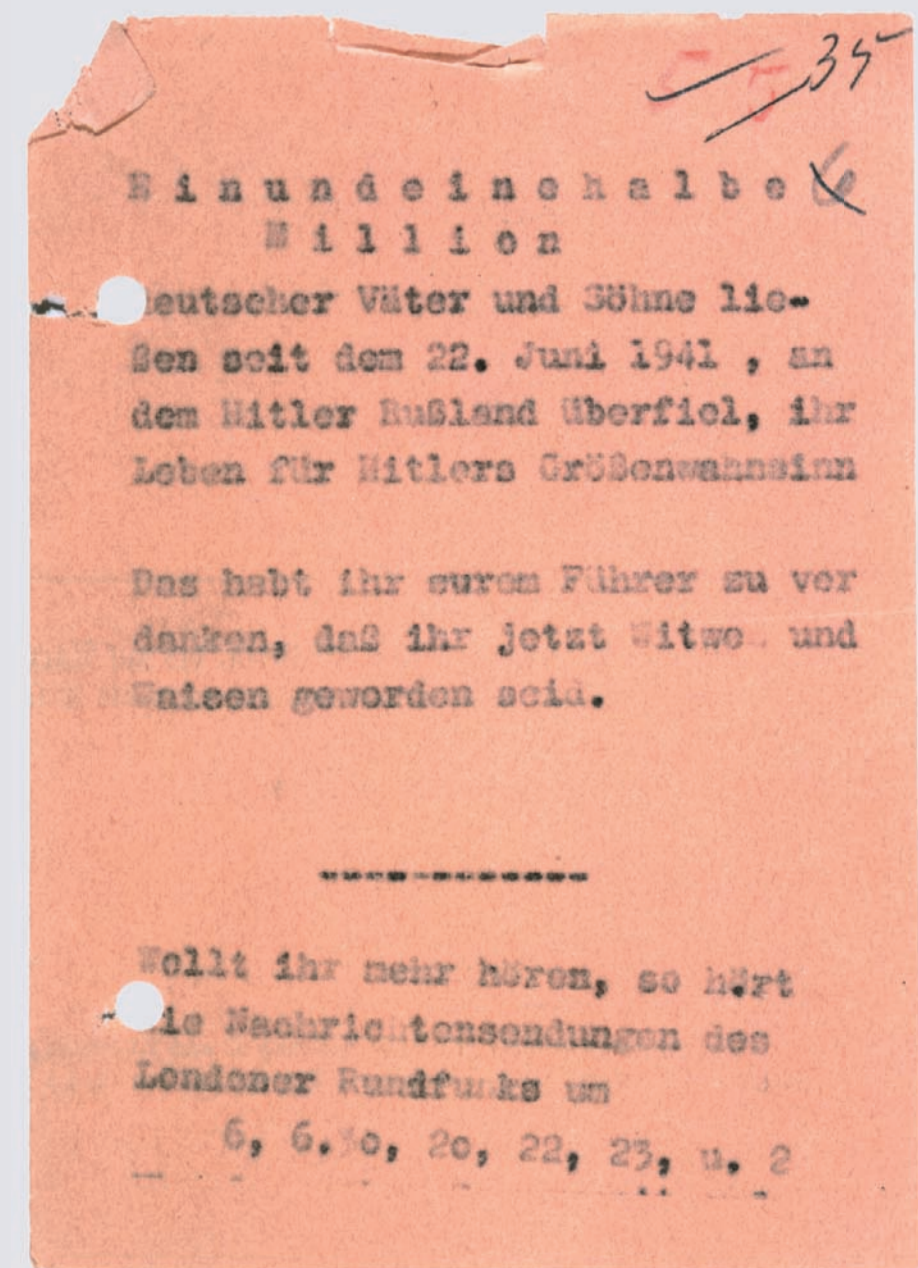 35
Einundeinehalbe
Million
deutscher Väter und Söhne lie-
ßen seit dem 22. Juni 1941 , an
dem Hitler Rußland überfiel, ihr
Leben für Hitlers Größenwahnsinn
Das habt ihr eurem Führer zu ver
danken, daß ihr jetzt Witwen und
Waisen geworden seid.
------------
Wollt ihr mehr hören, so hört
die Nachrichtensendungen des
Londoner Rundfunks um
6, 6.30, 20, 22, 23, u. 2